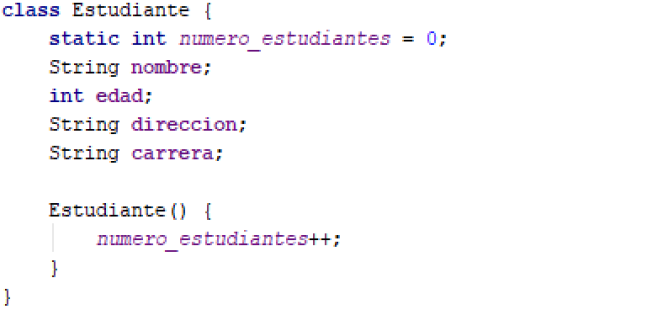 class Estudiante {
    static int numero_estudiantes = 0;
    String nombre;
    int edad;
    String direccion;
    String carrera;

    Estudiante() {
        numero_estudiantes++;
    }
}